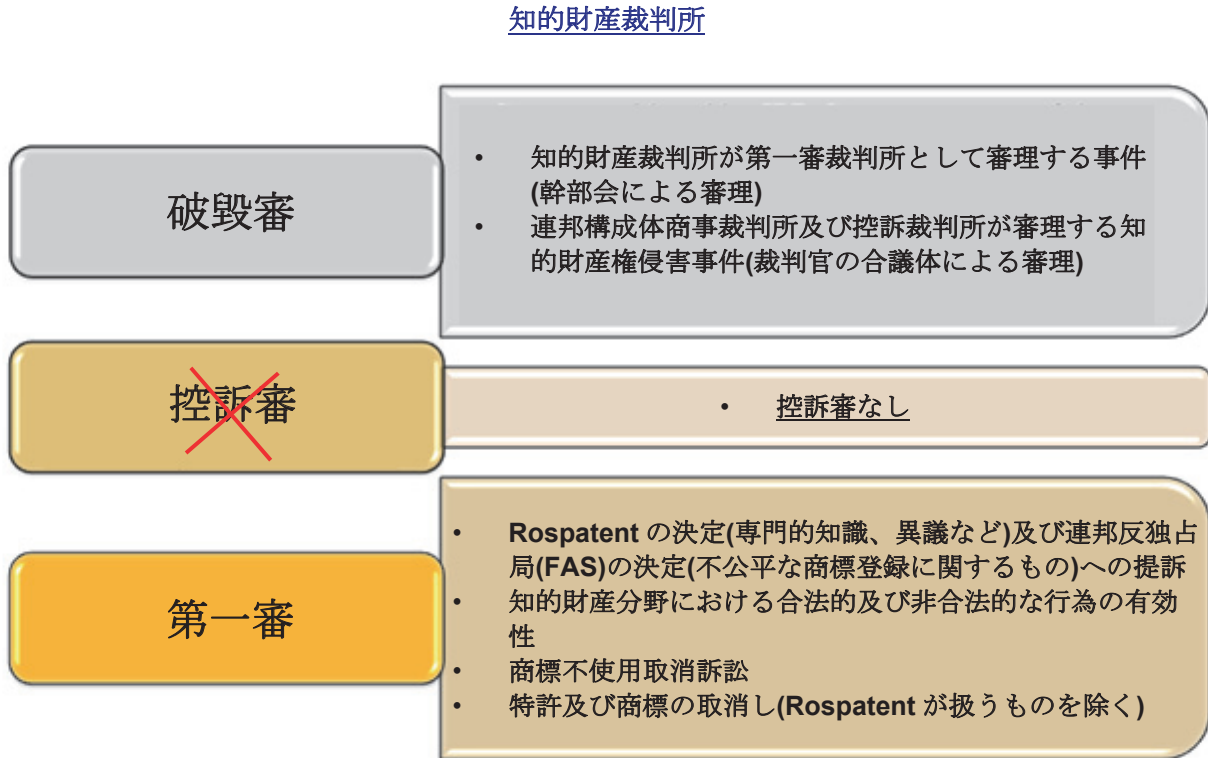 知的財産裁判所
破毀審
• 知的財産裁判所が第一審裁判所として審理する事件
(幹部会による審理)
• 連邦構成体商事裁判所及び控訴裁判所が審理する知
的財産権侵害事件(裁判官の合議体による審理)
控訴審
• 控訴審なし
第一審
• Rospatent の決定(専門的知識、異議など)及び連邦反独占
局(FAS)の決定(不公平な商標登録に関するもの)への提訴
• 知的財産分野における合法的及び非合法的な行為の有効
性
• 商標不使用取消訴訟
• 特許及び商標の取消し(Rospatent が扱うものを除く)